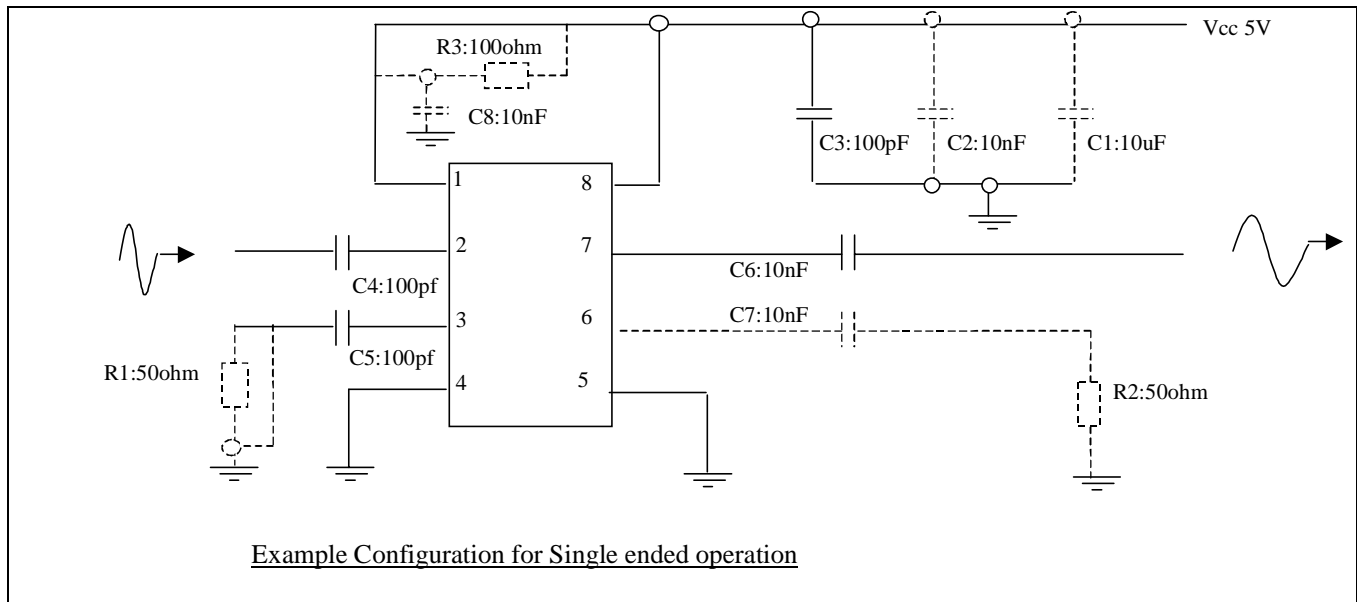 Vcc 5V
R3:100ohm
C8:10nF
C3:100pF
C2:10nF
C1:10uF
1
8
2
7
C4:100pf
C6:10nF
3
6
C7:10nF
C5:100pf
R1:50ohm
4
5
R2:50ohm
Example Configuration for Single ended operation